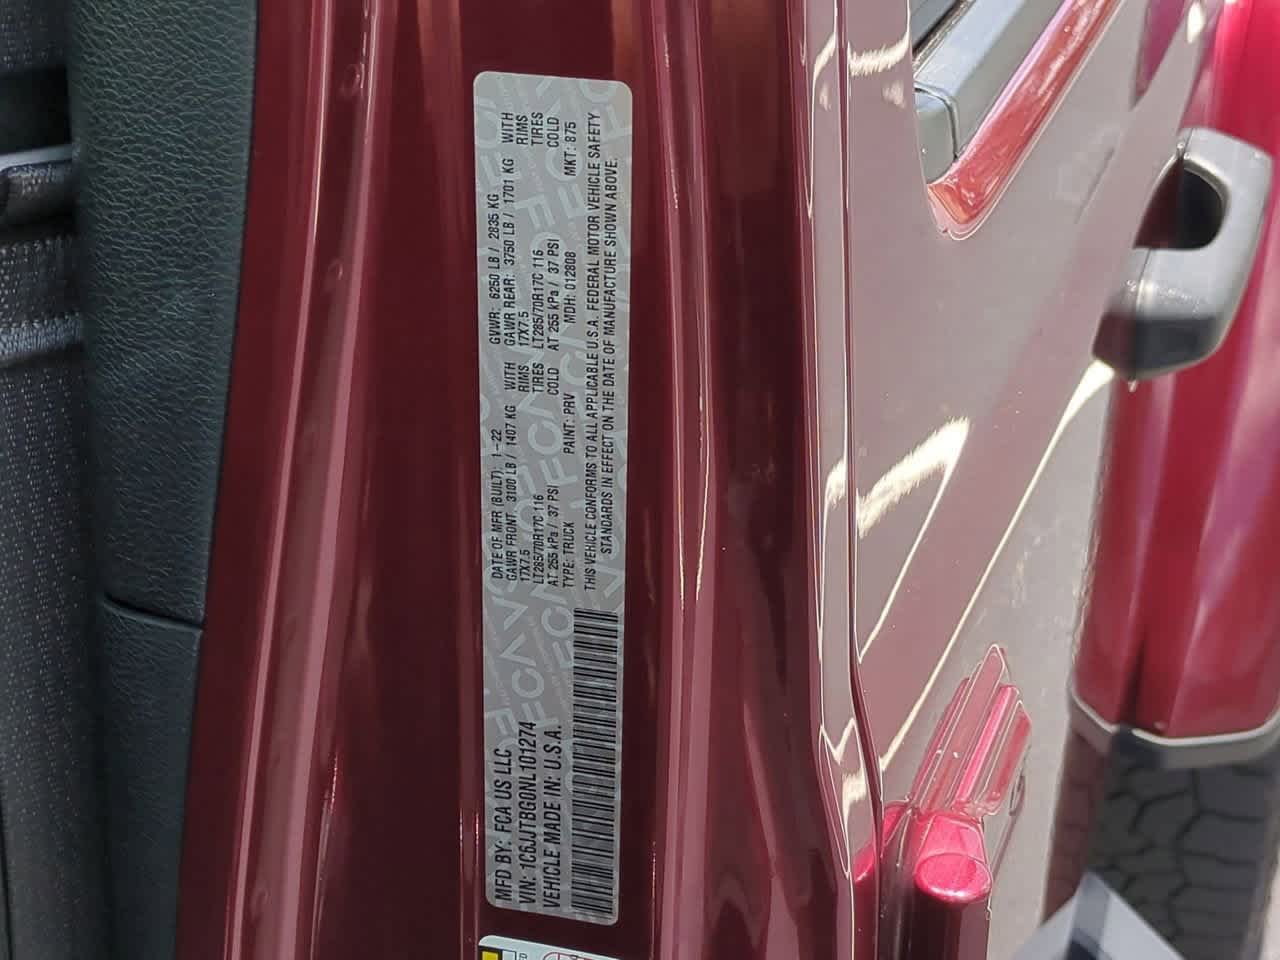 MFD BY: FCA US LLC
VIN: 1C6JJTBG0NL101274
VEHICLE MADE IN: U.S.A.
DATE OF MFR (BUILT): 1-22 GVWR: 6250 LB / 2835 KG
GAWR FRONT 3100 LB / 1407 KG WITH GAWR REAR: 3750 LB / 1701 KG WITH
17X7.5 RIMS 17X7.5 RIMS
LT285/70R17C 116 TIRES LT285/70R17C 116 TIRES
AT 255 kPa / 37 PSI COLD AT 255 kPa / 37 PSI COLD
TYPE: TRUCK PAINT: PRV MDH: 012808 MKT: 875
THIS VEHICLE CONFORMS TO ALL APPLICABLE U.S.A. FEDERAL MOTOR VEHICLE SAFETY
STANDARDS IN EFFECT ON THE DATE OF MANUFACTURE SHOWN ABOVE.